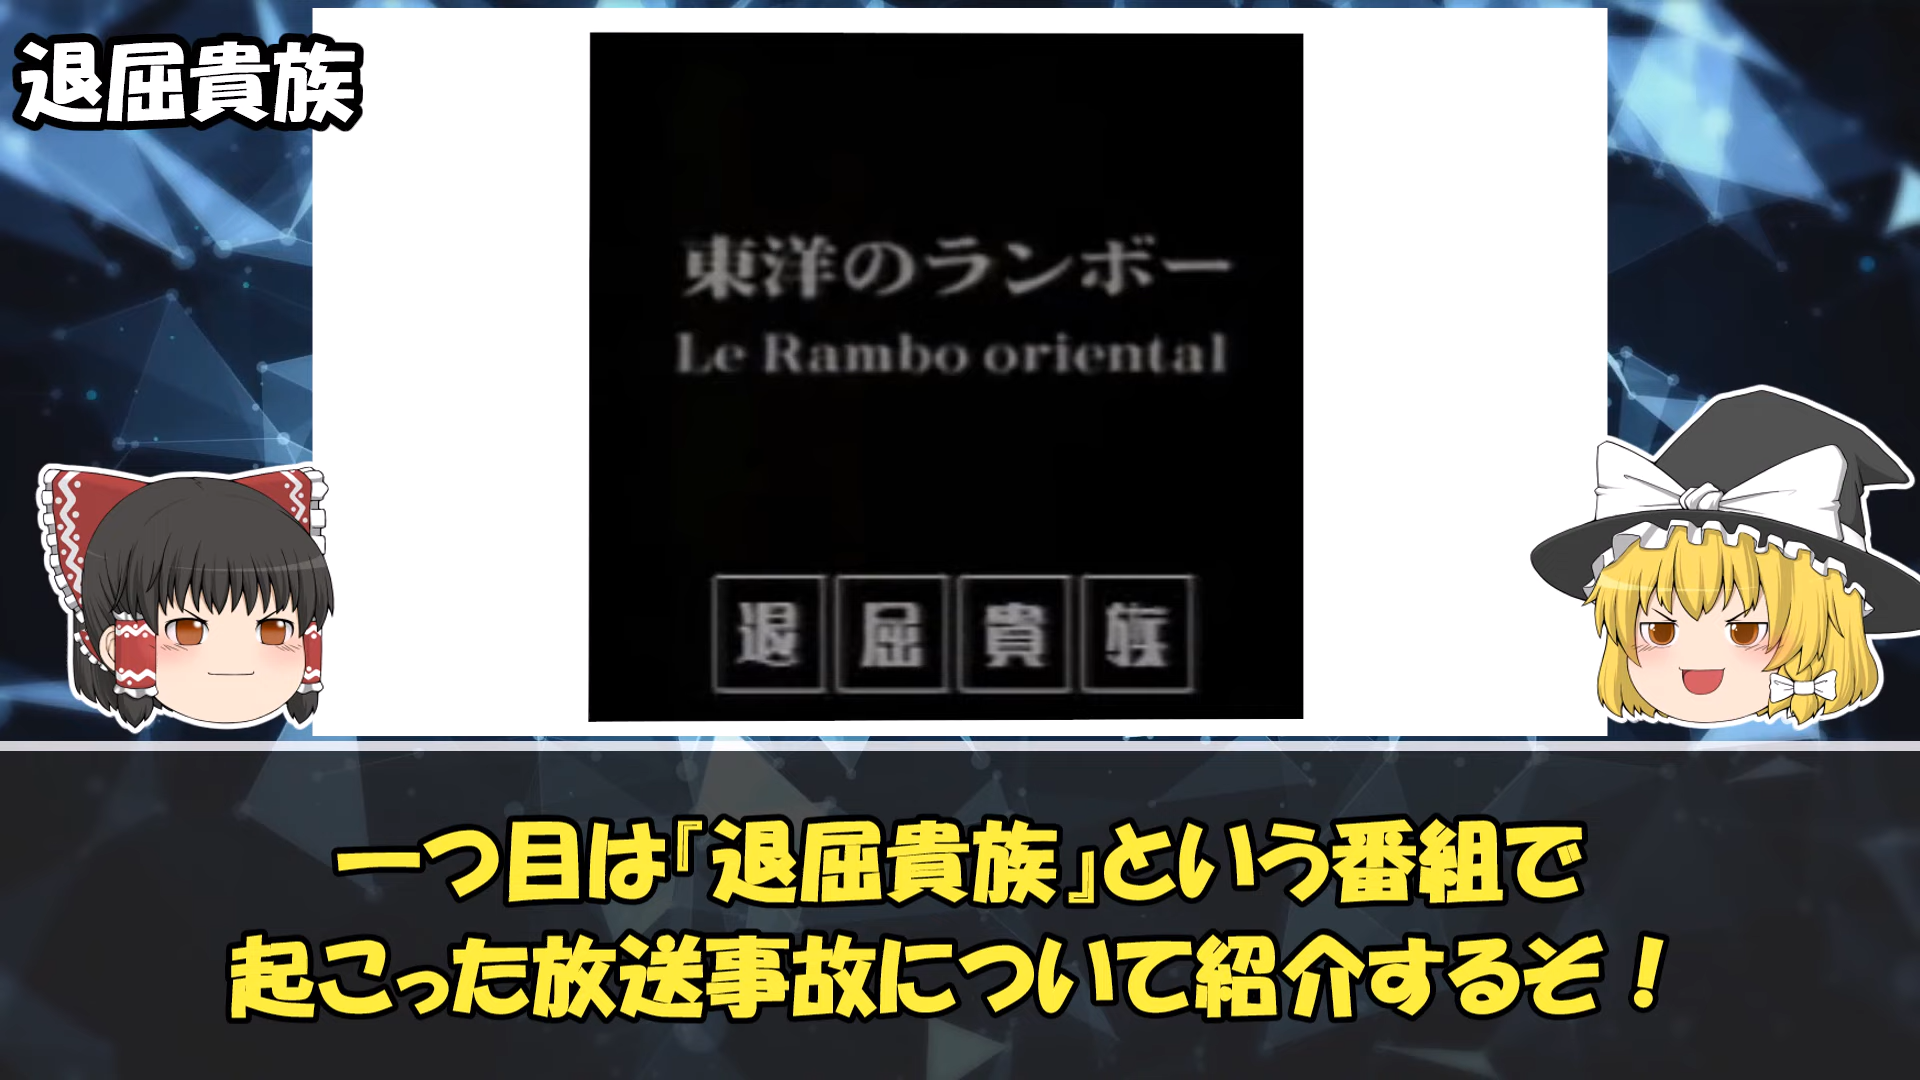 退屈貴族
東洋のランボー
Le Rambo oriental
退屈貴族
一つ目は『退屈貴族』という番組で
起こった放送事故について紹介するぞ！